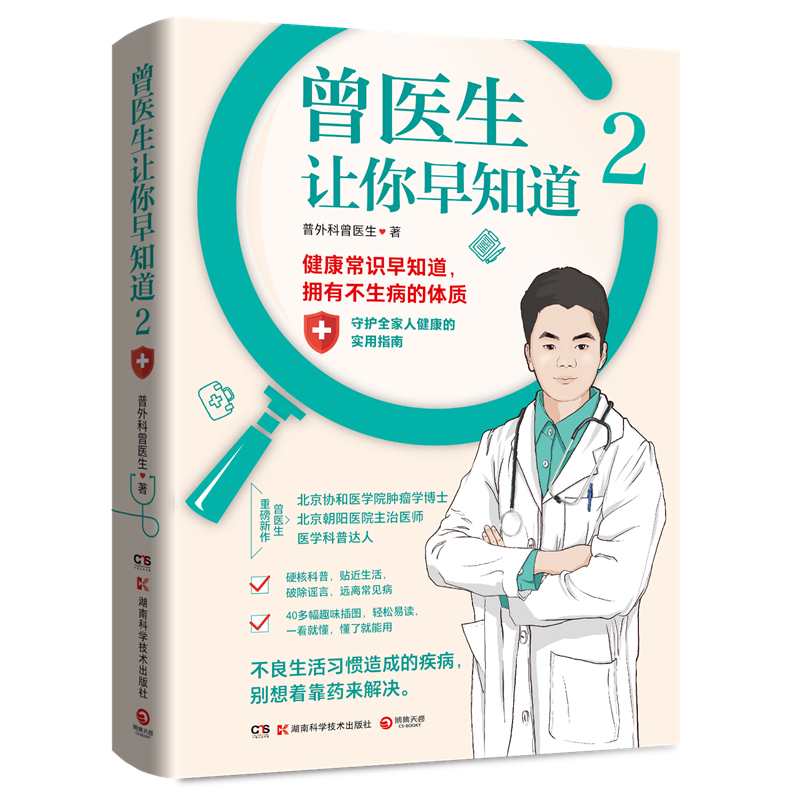 曾医生
让你早知道
2
普外科曾医生♥著
健康常识早知道，
拥有不生病的体质
守护全家人健康的
实用指南
曾医生
重磅新作
北京协和医学院肿瘤学博士
北京朝阳医院主治医师
医学科普达人
硬核科普，贴近生活，
破除谣言，远离常见病
40多幅趣味插图，轻松易读，
一看就懂，懂了就能用
不良生活习惯造成的疾病，
别想着靠药来解决。
湖南科学技术出版社
博集天卷
CS-BOOKY
曾医生让你早知道2
普外科曾医生♥著
湖南科学技术出版社
博集天卷